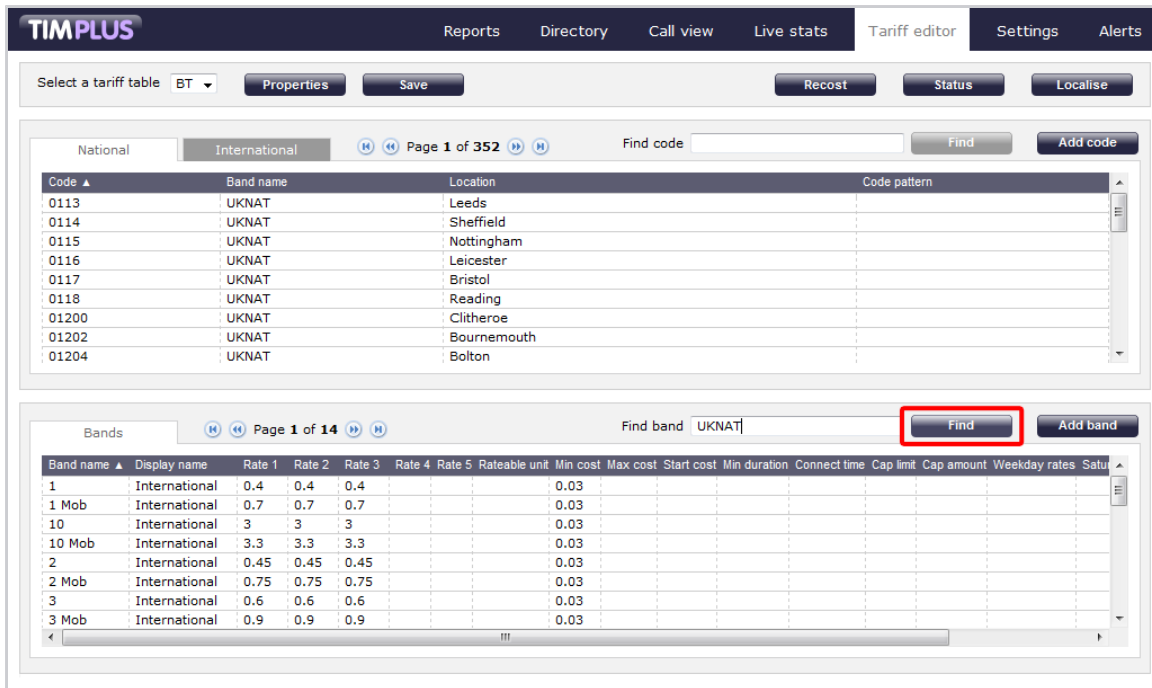 TIMPLUS Reports Directory Call view Live stats Tariff editor Settings Alerts
Select a tariff table BT Properties Save Recost Status Localise
National International Page 1 of 352 Find code Find Add code
Code ▲ Band name Location Code pattern
0113 UKNAT Leeds
0114 UKNAT Sheffield
0115 UKNAT Nottingham
0116 UKNAT Leicester
0117 UKNAT Bristol
0118 UKNAT Reading
01200 UKNAT Clitheroe
01202 UKNAT Bournemouth
01204 UKNAT Bolton
Bands Page 1 of 14 Find band UKNAT Find Add band
Band name ▲ Display name Rate 1 Rate 2 Rate 3 Rate 4 Rate 5 Rateable unit Min cost Max cost Start cost Min duration Connect time Cap limit Cap amount Weekday rates Satu
1 International 0.4 0.4 0.4 0.03
1 Mob International 0.7 0.7 0.7 0.03
10 International 3 3 3 0.03
10 Mob International 3.3 3.3 3.3 0.03
2 International 0.45 0.45 0.45 0.03
2 Mob International 0.75 0.75 0.75 0.03
3 International 0.6 0.6 0.6 0.03
3 Mob International 0.9 0.9 0.9 0.03